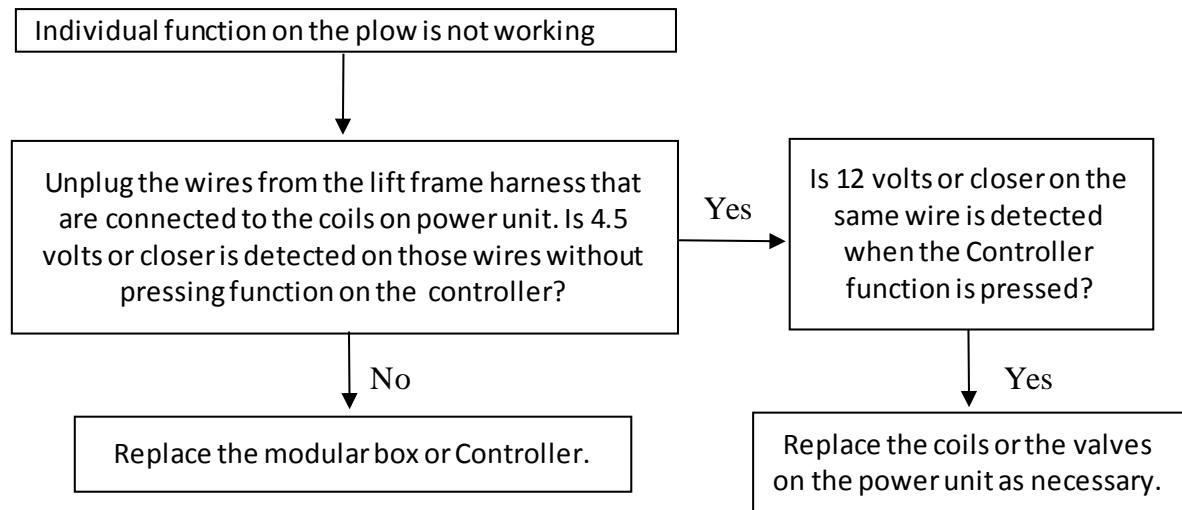 Individual function on the plow is not working
Unplug the wires from the lift frame harness that
are connected to the coils on power unit. Is 4.5
volts or closer is detected on those wires without
pressing function on the controller?
Yes
Is 12 volts or closer on the
same wire is detected
when the Controller
function is pressed?
No
Yes
Replace the modular box or Controller.
Replace the coils or the valves
on the power unit as necessary.